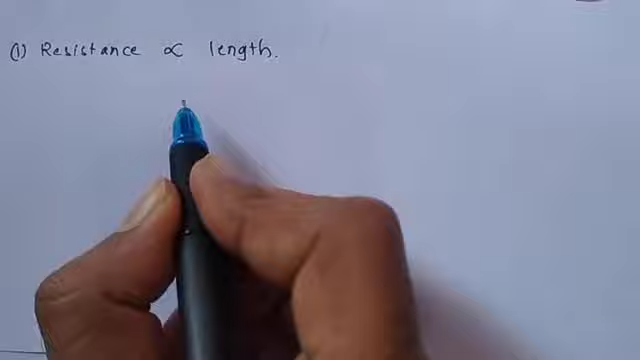 (1) Resistance ∝ length.